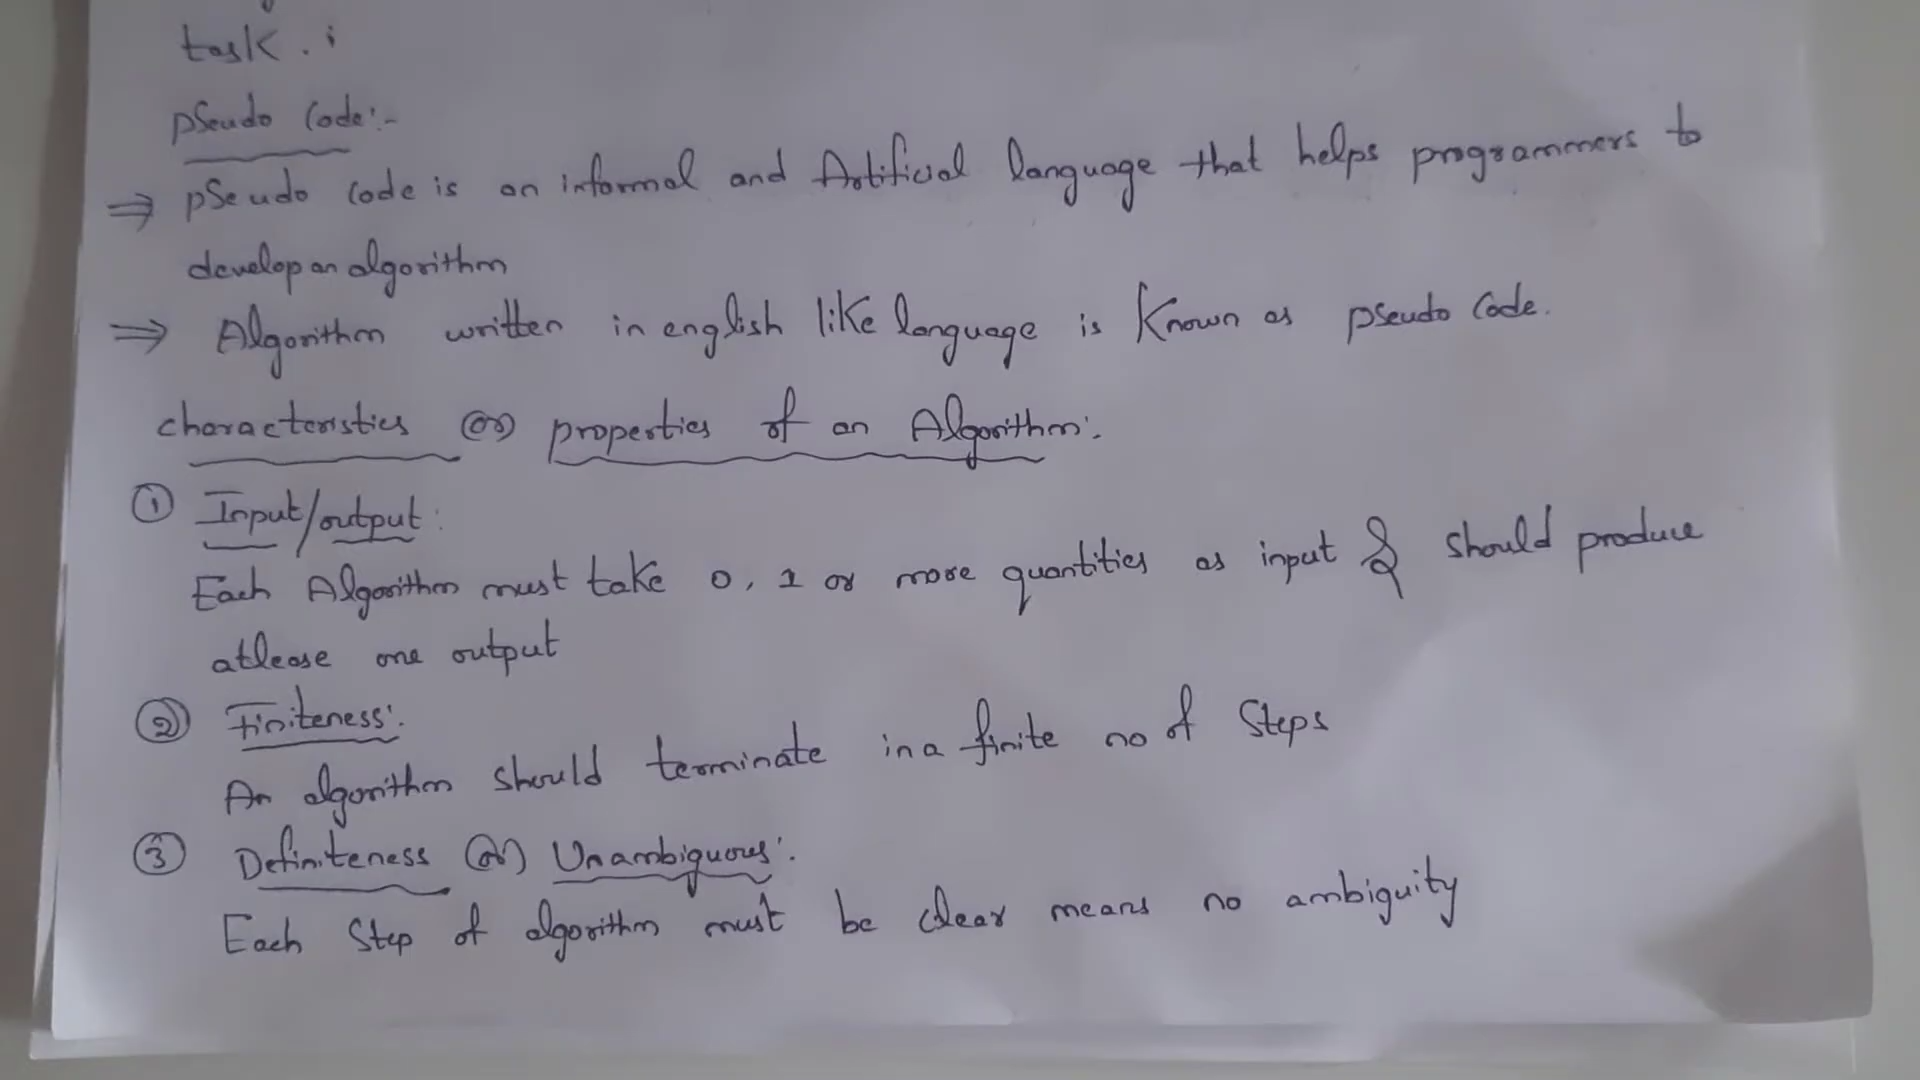 task.
pseudo code:-
⇒ pseudo code is an informal and Artificial language that helps programmers to
develop an algorithm
⇒ Algorithm written in english like language is Known as pseudo code.
characteristics (or) properties of an Algorithm:.
① Input/output:
Each Algorithm must take 0, 1 or more quantities as input & should produce
atlease one output
② Finiteness:.
An algorithm should terminate in a finite no of steps
③ Definiteness (or) Unambiguous:.
Each step of algorithm must be clear means no ambiguity